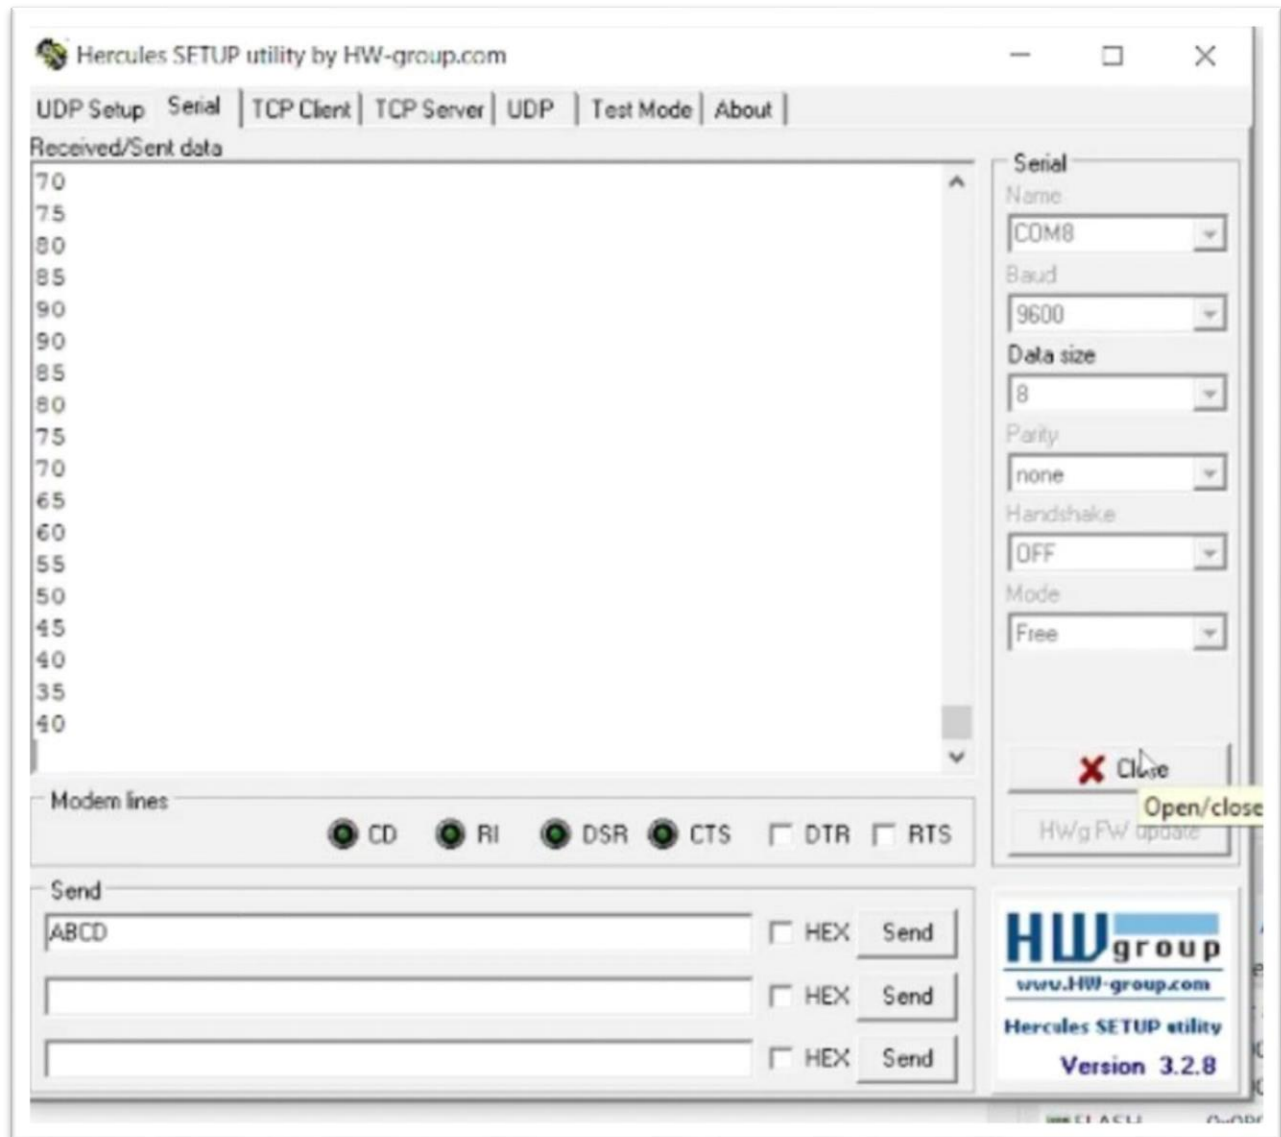 Hercules SETUP utility by HW-group.com
UDP Setup Serial TCP Client TCP Server UDP Test Mode About
Received/Sent data
70
75
80
85
90
90
85
80
75
70
65
60
55
50
45
40
35
40
Serial
Name
COM8
Baud
9600
Data size
8
Parity
none
Handshake
OFF
Mode
Free
Close
Open/close
HWg FW update
Modem lines
CD RI DSR CTS DTR RTS
Send
ABCD HEX Send
HEX Send
HEX Send
HW group
www.HW-group.com
Hercules SETUP utility
Version 3.2.8
FLASH